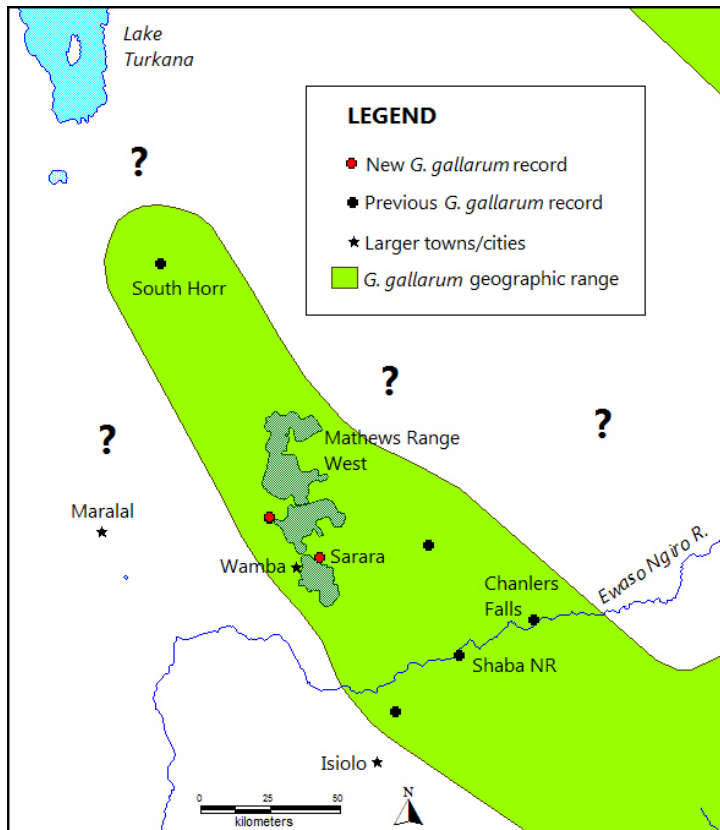 Lake
Turkana
LEGEND
New G. gallarum record
Previous G. gallarum record
Larger towns/cities
G. gallarum geographic range
?
South Horr
?
?
?
Mathews Range
West
Maralal
Sarara
Wamba
Ewaso Ngiro R.
Chanlers
Falls
Shaba NR
Isiolo
0 25 50
kilometers
N